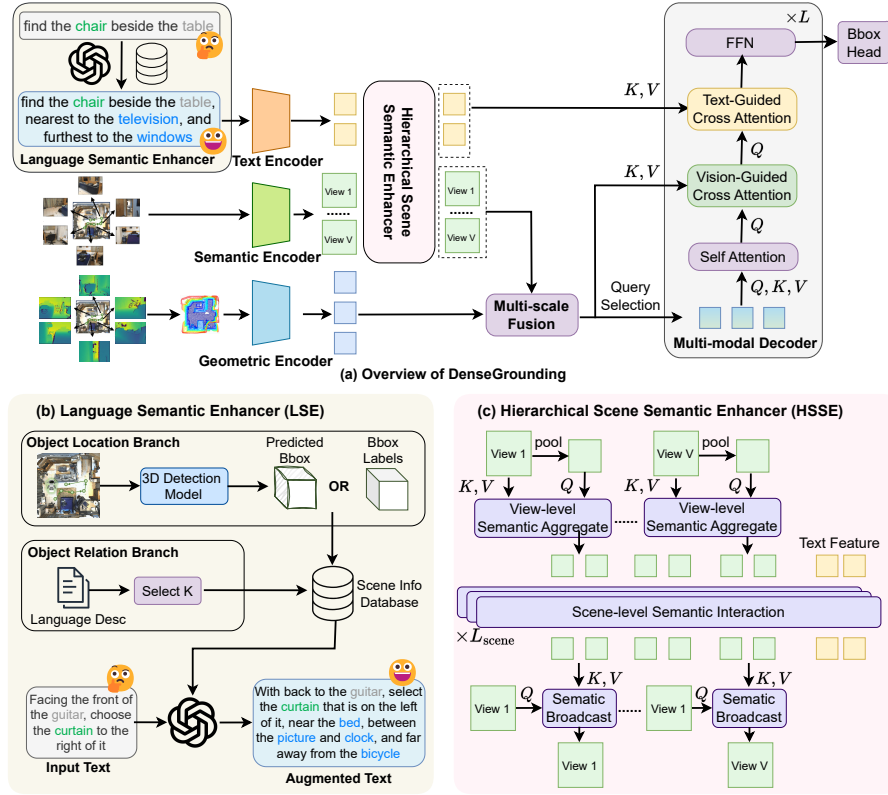 find the chair beside the table
find the chair beside the table,
nearest to the television, and
furthest to the windows
Language Semantic Enhancer
Text Encoder
Hierarchical Scene
Semantic Enhancer
View 1
......
View V
Semantic Encoder
View 1
......
View V
Geometric Encoder
Multi-scale
Fusion
K, V
K, V
Query
Selection
×L
FFN
Bbox
Head
Text-Guided
Cross Attention
Q
Vision-Guided
Cross Attention
Q
Self Attention
Q, K, V
Multi-modal Decoder
(a) Overview of DenseGrounding
(b) Language Semantic Enhancer (LSE)
Object Location Branch
3D Detection
Model
Predicted
Bbox
OR
Bbox
Labels
Object Relation Branch
Language Desc
Select K
Scene Info
Database
Facing the front of
the guitar, choose
the curtain to the
right of it
Input Text
With back to the guitar, select
the curtain that is on the left
of it, near the bed, between
the picture and clock, and far
away from the bicycle
Augmented Text
(c) Hierarchical Scene Semantic Enhancer (HSSE)
View 1
pool
View V
pool
K, V
Q
K, V
Q
View-level
Semantic Aggregate
......
View-level
Semantic Aggregate
Text Feature
Scene-level Semantic Interaction
×Lscene
K, V
K, V
View 1
Q
Sematic
Broadcast
......
View 1
Q
Sematic
Broadcast
View 1
View V